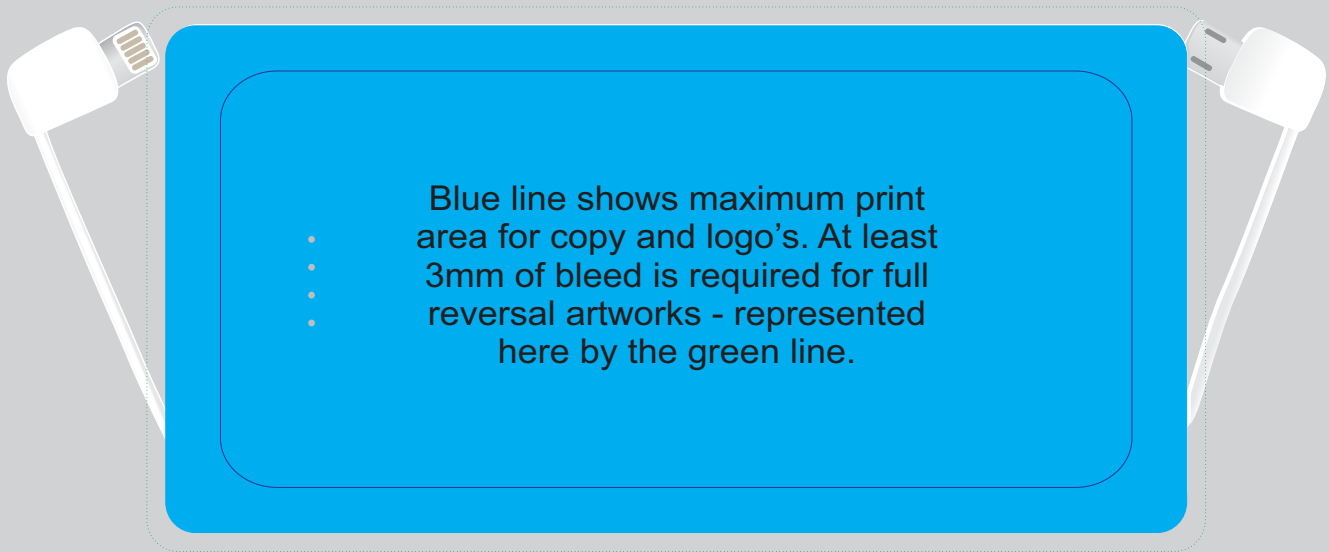 Blue line shows maximum print
area for copy and logo’s. At least
3mm of bleed is required for full
reversal artworks - represented
here by the green line.